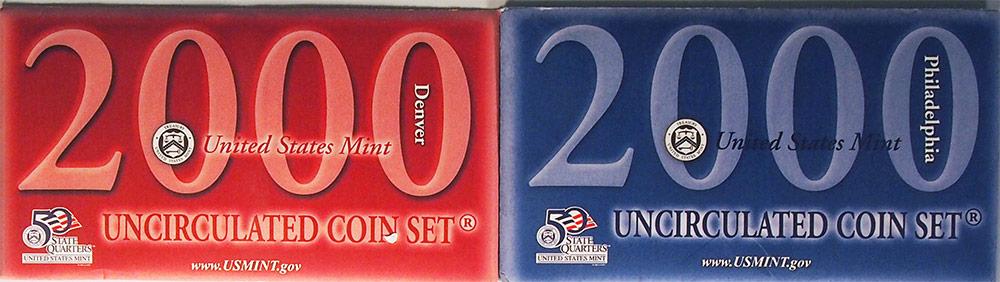 2000
Denver
United States Mint
UNCIRCULATED COIN SET®
50
STATE
QUARTERS
UNITED STATES MINT
www.USMINT.gov
2000
Philadelphia
United States Mint
UNCIRCULATED COIN SET®
50
STATE
QUARTERS
UNITED STATES MINT
www.USMINT.gov